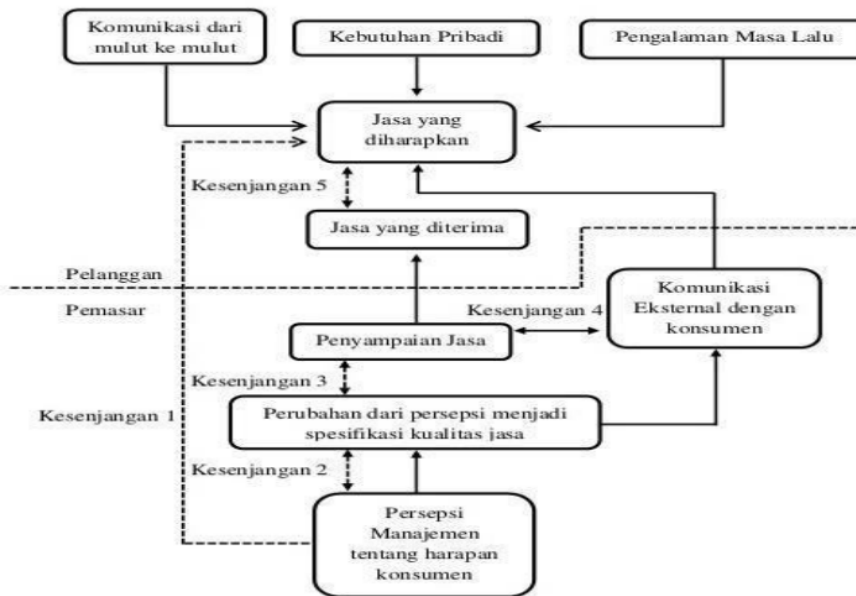 Komunikasi dari
mulut ke mulut
Kebutuhan Pribadi
Pengalaman Masa Lalu
Jasa yang
diharapkan
Kesenjangan 5
Jasa yang diterima
Pelanggan
Pemasar
Komunikasi
Eksternal dengan
konsumen
Kesenjangan 4
Penyampaian Jasa
Kesenjangan 3
Kesenjangan 1
Perubahan dari persepsi menjadi
spesifikasi kualitas jasa
Kesenjangan 2
Persepsi
Manajemen
tentang harapan
konsumen